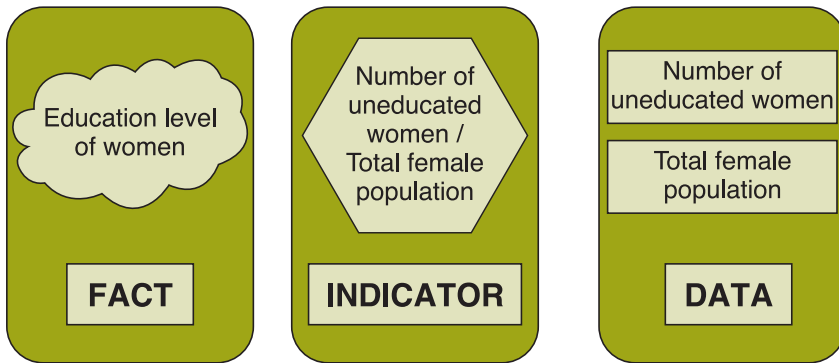 Education level
of women
FACT
Number of
uneducated
women /
Total female
population
INDICATOR
Number of
uneducated women
Total female
population
DATA